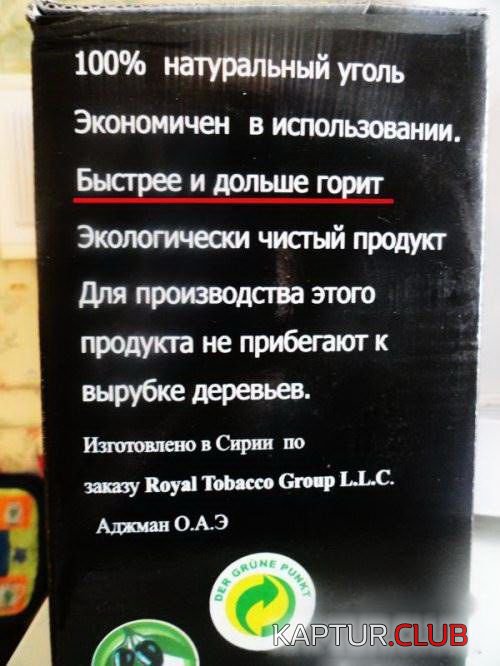 100% натуральный уголь
Экономичен в использовании.
Быстрее и дольше горит
Экологически чистый продукт
Для производства этого
продукта не прибегают к
вырубке деревьев.
Изготовлено в Сирии по
заказу Royal Tobacco Group L.L.C.
Аджман О.А.Э
DER GRÜNE PUNKT
KAPTUR.CLUB